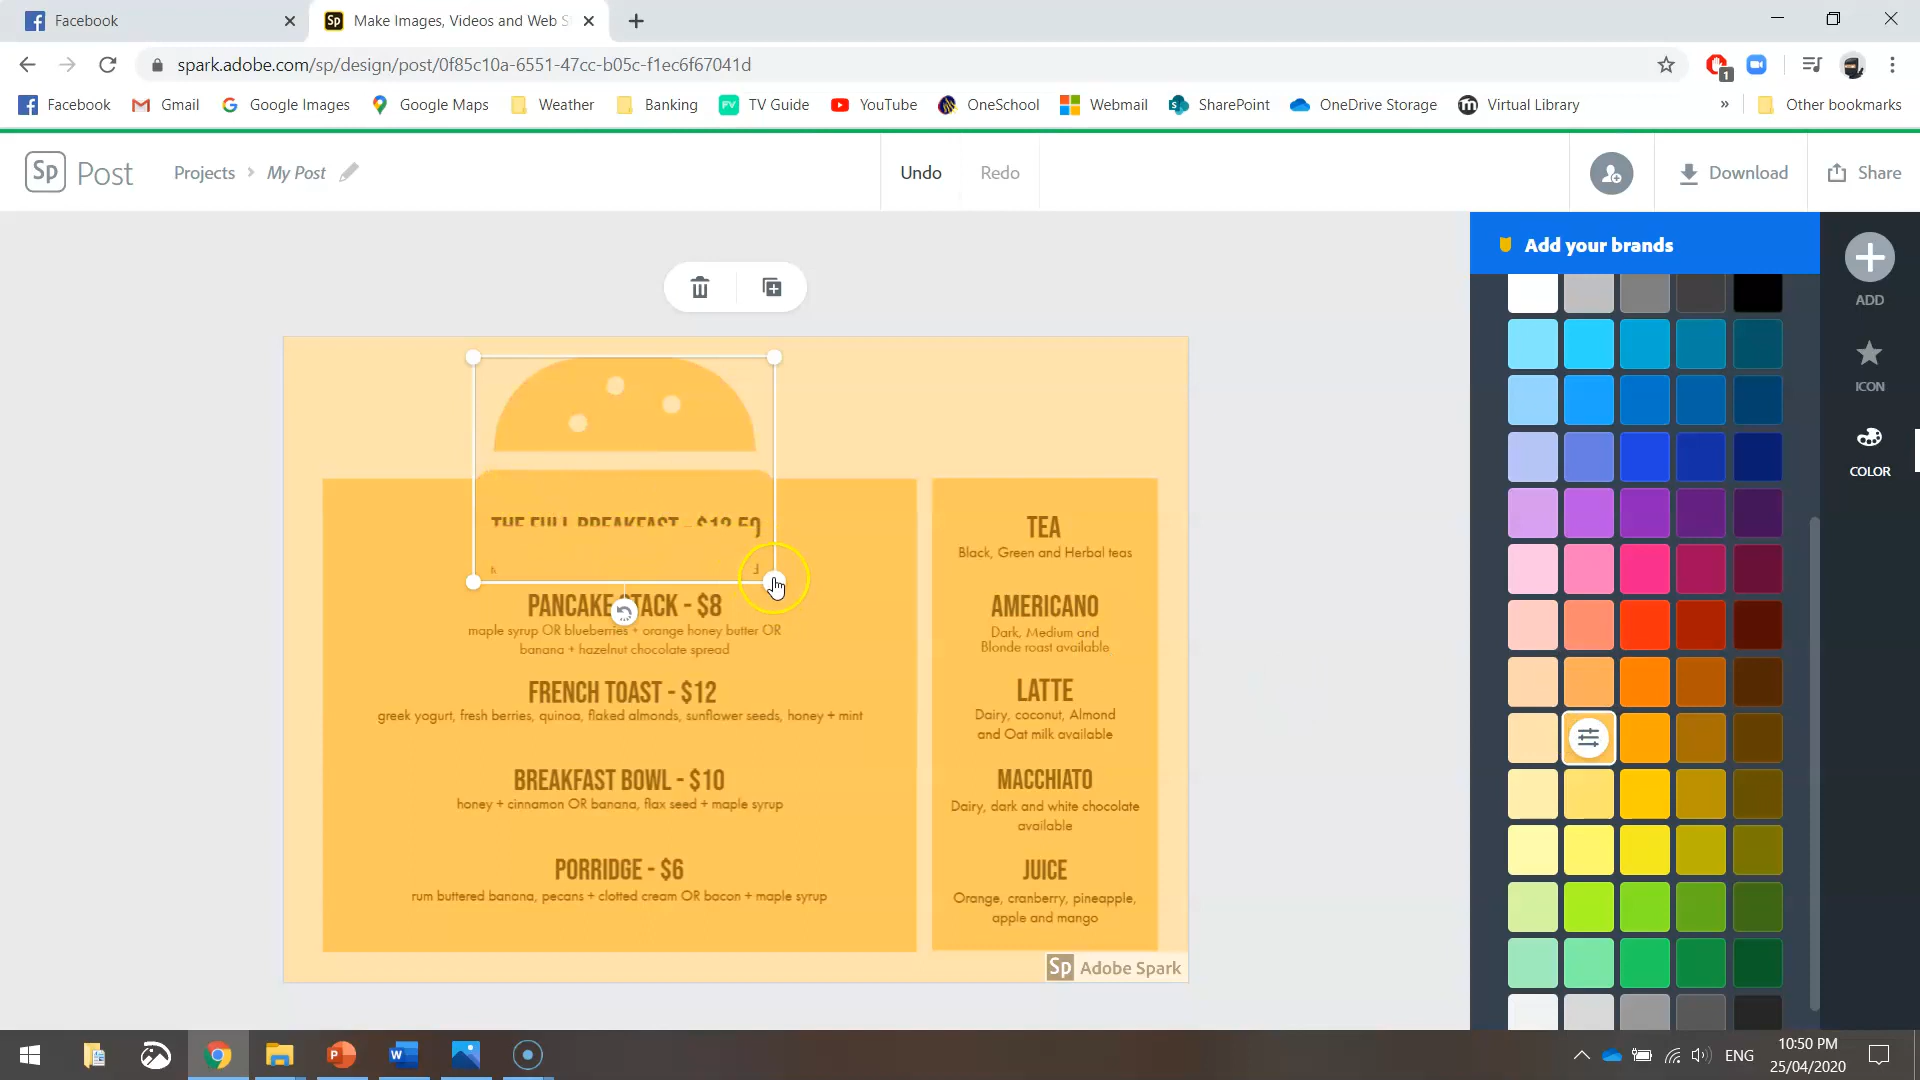 Facebook
Make Images, Videos and Web S
spark.adobe.com/sp/design/post/0f85c10a-6551-47cc-b05c-f1ec6f67041d
1
Facebook
Gmail
Google Images
Google Maps
Weather
Banking
TV Guide
YouTube
OneSchool
Webmail
SharePoint
OneDrive Storage
Virtual Library
»
Other bookmarks
Sp Post
Projects > My Post
Undo
Redo
Download
Share
Add your brands
ADD
ICON
COLOR
THE FULL BREAKFAST - $12.50
PANCAKE STACK - $8
maple syrup OR blueberries + orange honey butter OR
banana + hazelnut chocolate spread
FRENCH TOAST - $12
greek yogurt, fresh berries, quinoa, flaked almonds, sunflower seeds, honey + mint
BREAKFAST BOWL - $10
honey + cinnamon OR banana, flax seed + maple syrup
PORRIDGE - $6
rum buttered banana, pecans + clotted cream OR bacon + maple syrup
TEA
Black, Green and Herbal teas
AMERICANO
Dark, Medium and
Blonde roast available
LATTE
Dairy, coconut, Almond
and Oat milk available
MACCHIATO
Dairy, dark and white chocolate
available
JUICE
Orange, cranberry, pineapple,
apple and mango
Sp Adobe Spark
ENG
10:50 PM
25/04/2020